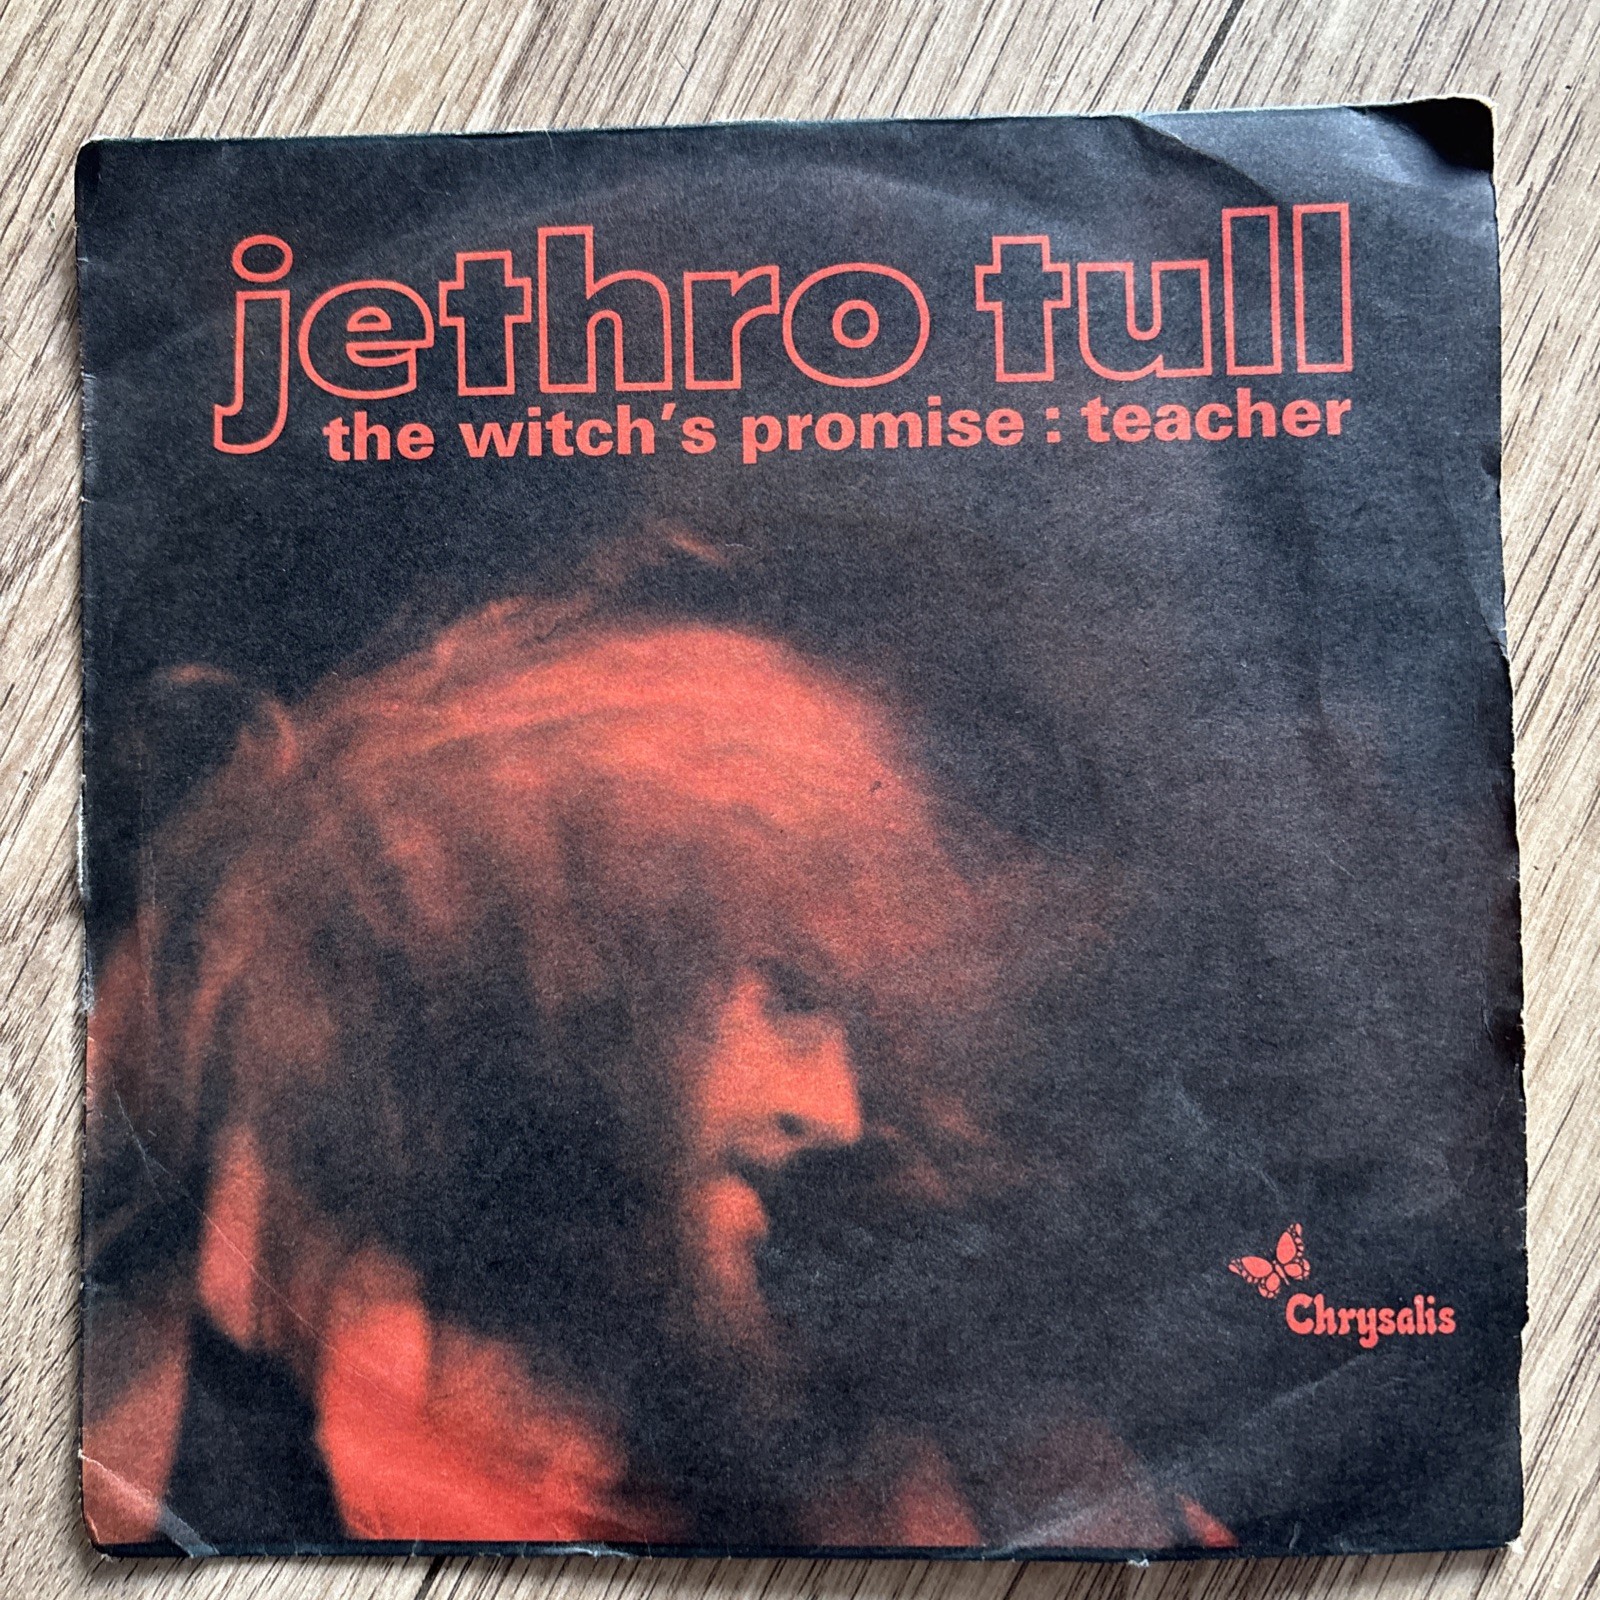 jethro tull
the witch's promise : teacher
Chrysalis